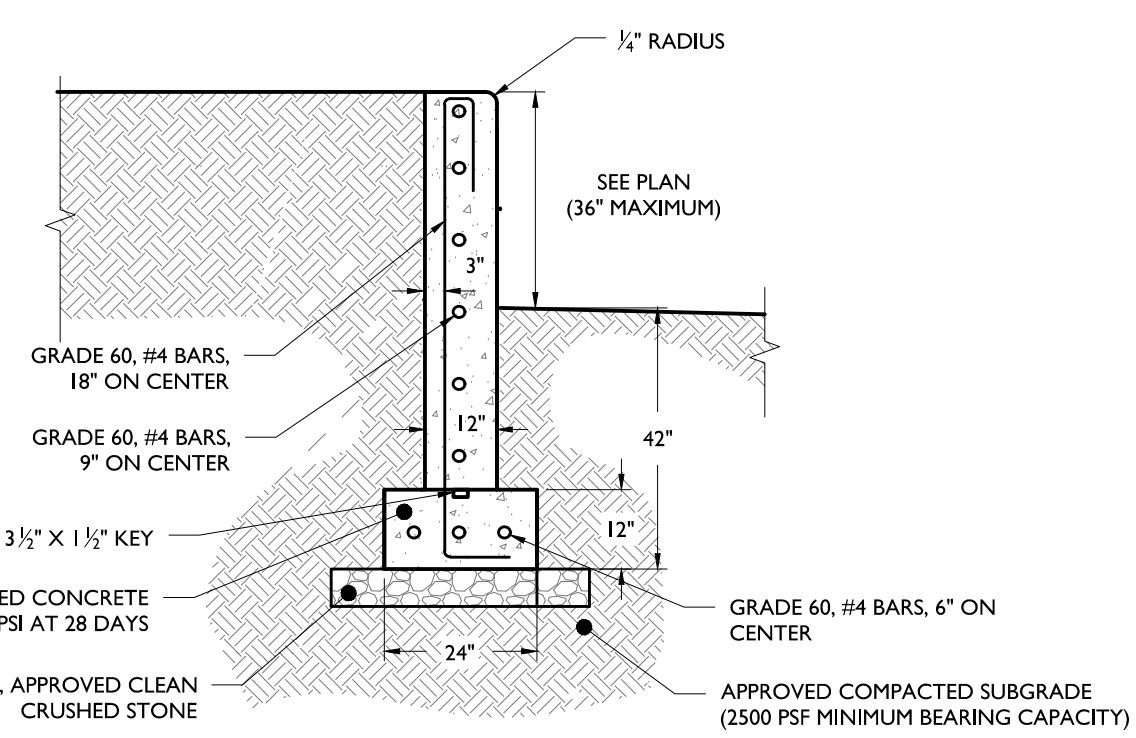 ¼" RADIUS
SEE PLAN
(36" MAXIMUM)
3"
GRADE 60, #4 BARS,
18" ON CENTER
GRADE 60, #4 BARS,
9" ON CENTER
12"
42"
3½" X 1½" KEY
12"
ED CONCRETE
PSI AT 28 DAYS
GRADE 60, #4 BARS, 6" ON
CENTER
24"
, APPROVED CLEAN
CRUSHED STONE
APPROVED COMPACTED SUBGRADE
(2500 PSF MINIMUM BEARING CAPACITY)